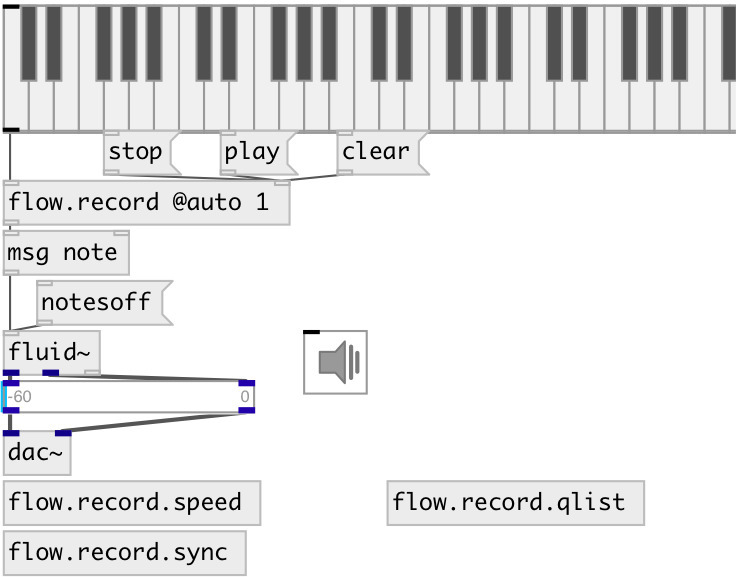 stop play clear
flow.record @auto 1
msg note
notesoff
fluid~
-60 0
dac~
flow.record.speed flow.record.qlist
flow.record.sync